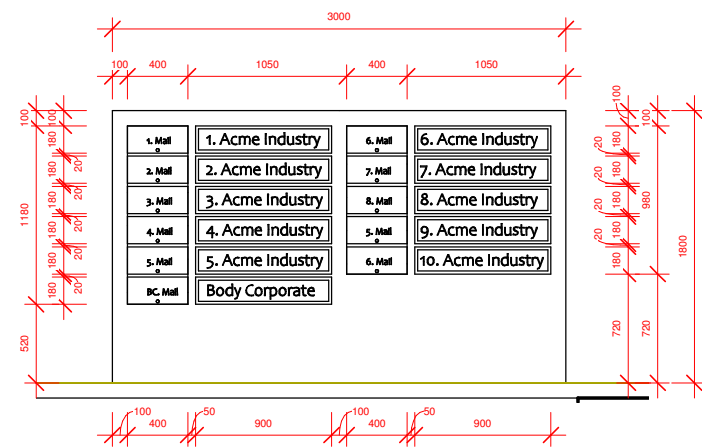 3000
100 400 1050 400 1050
1. Mail 1. Acme Industry 6. Mail 6. Acme Industry
2. Mail 2. Acme Industry 7. Mail 7. Acme Industry
3. Mail 3. Acme Industry 8. Mail 8. Acme Industry
4. Mail 4. Acme Industry 5. Mail 9. Acme Industry
5. Mail 5. Acme Industry 6. Mail 10. Acme Industry
BC. Mail Body Corporate
100 1180 520
100 180 180 180 180 180 180
20 20 20 20 20
100 180 180 180 180 180 720
20 20 20 20
100 980 720
1800
100 400 50 900 100 400 50 900